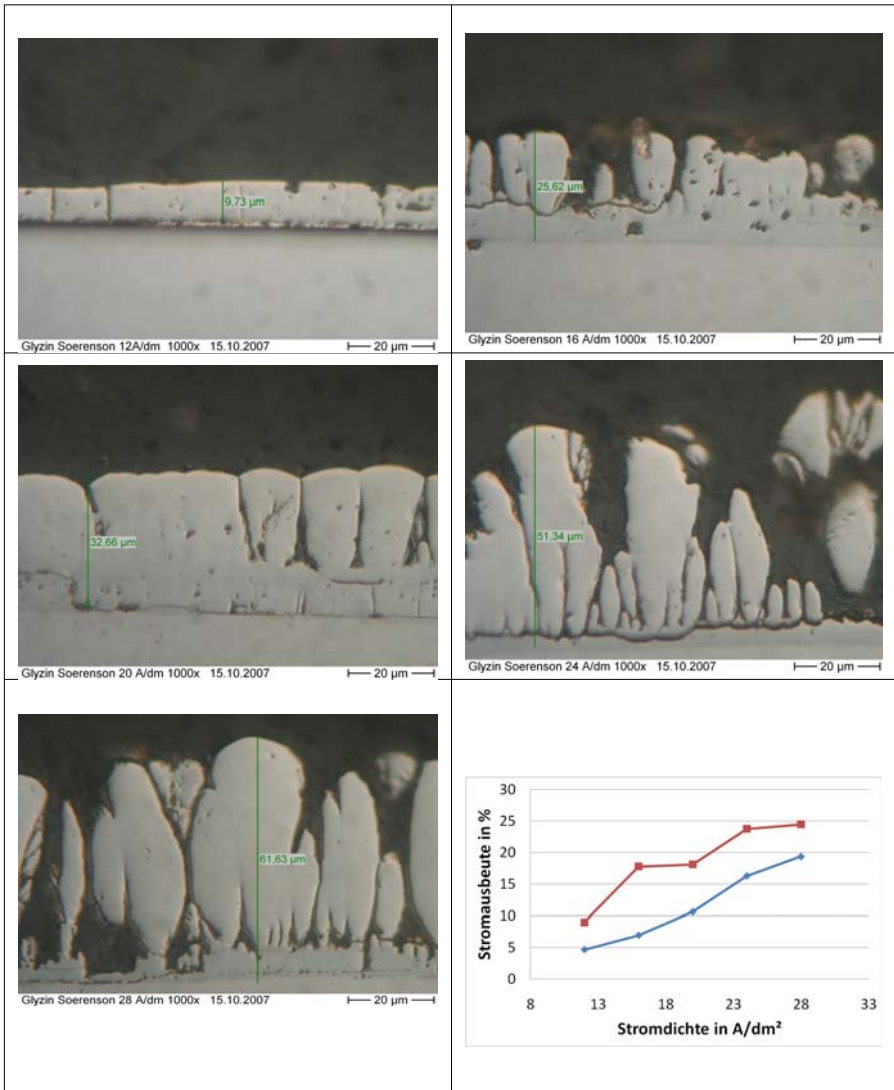 9,73 µm
Glyzin Soerenson 12A/dm 1000x 15.10.2007 20 µm
25,62 µm
Glyzin Soerenson 16 A/dm 1000x 15.10.2007 20 µm
32,66 µm
Glyzin Soerenson 20 A/dm 1000x 15.10.2007 20 µm
51,34 µm
Glyzin Soerenson 24 A/dm 1000x 15.10.2007 20 µm
61,63 µm
Glyzin Soerenson 28 A/dm 1000x 15.10.2007 20 µm
Stromausbeute in %
30
25
20
15
10
5
0
8 13 18 23 28 33
Stromdichte in A/dm²